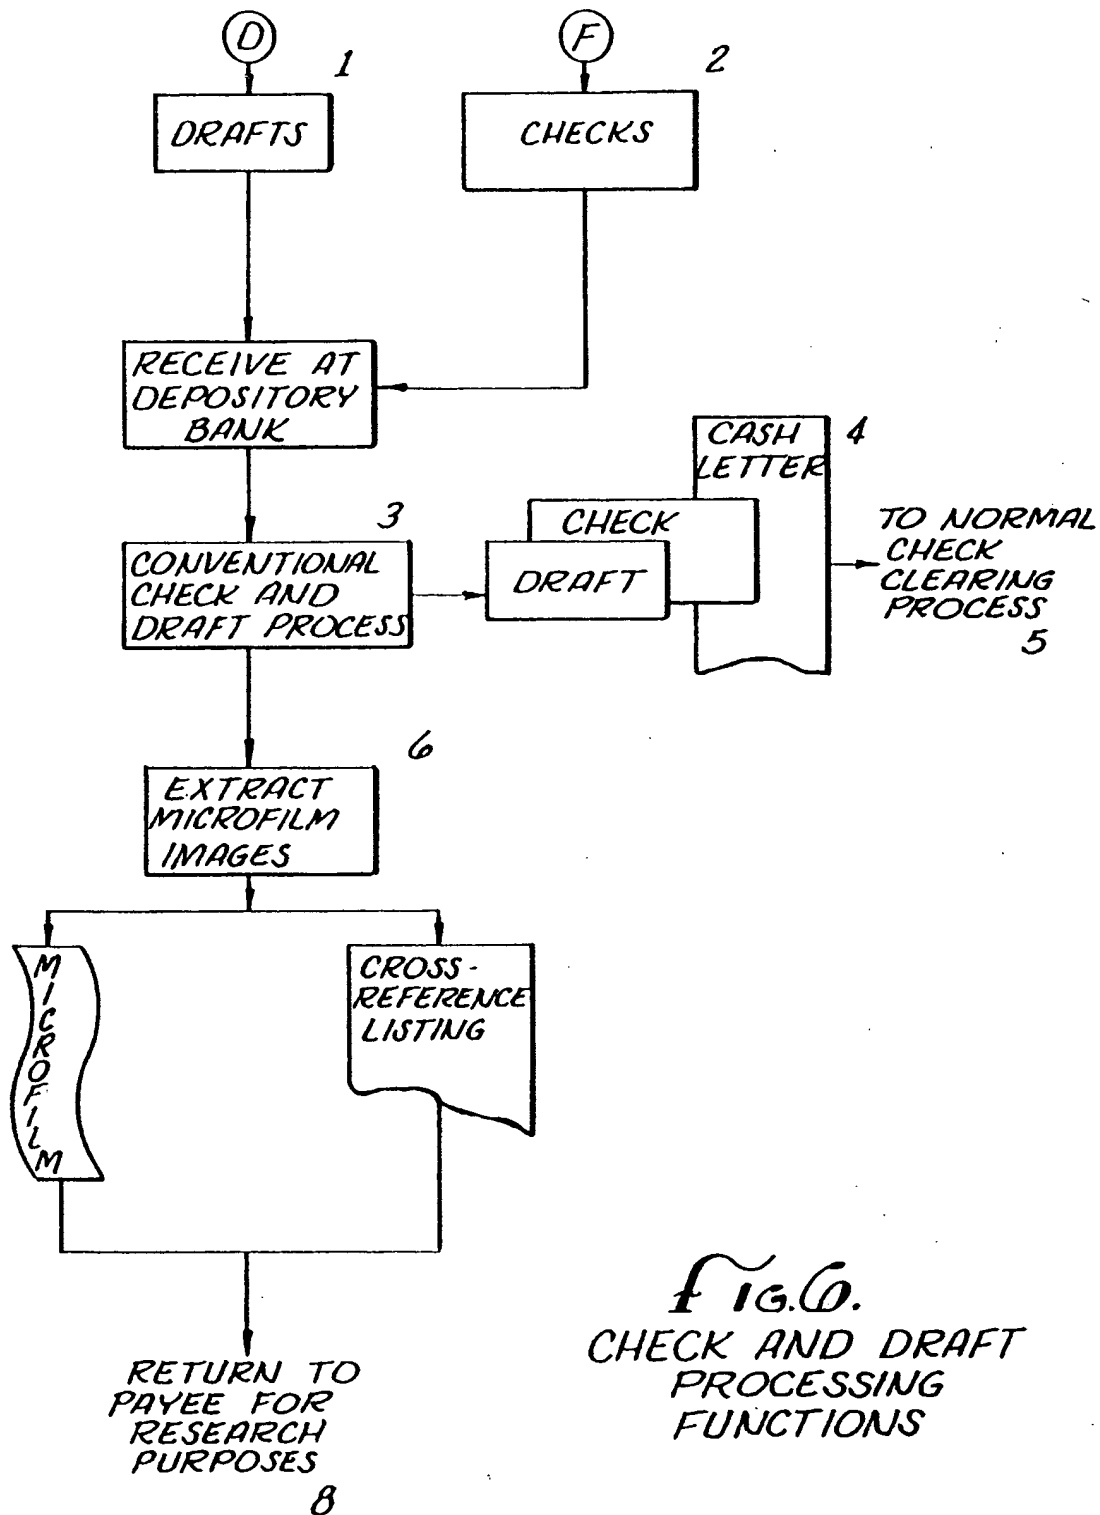 D
F
1
2
DRAFTS
CHECKS
RECEIVE AT
DEPOSITORY
BANK
3
CONVENTIONAL
CHECK AND
DRAFT PROCESS
CHECK
DRAFT
CASH
LETTER
4
TO NORMAL
CHECK
CLEARING
PROCESS
5
6
EXTRACT
MICROFILM
IMAGES
MICROFILM
CROSS-
REFERENCE
LISTING
RETURN TO
PAYEE FOR
RESEARCH
PURPOSES
8
FIG.6.
CHECK AND DRAFT
PROCESSING
FUNCTIONS